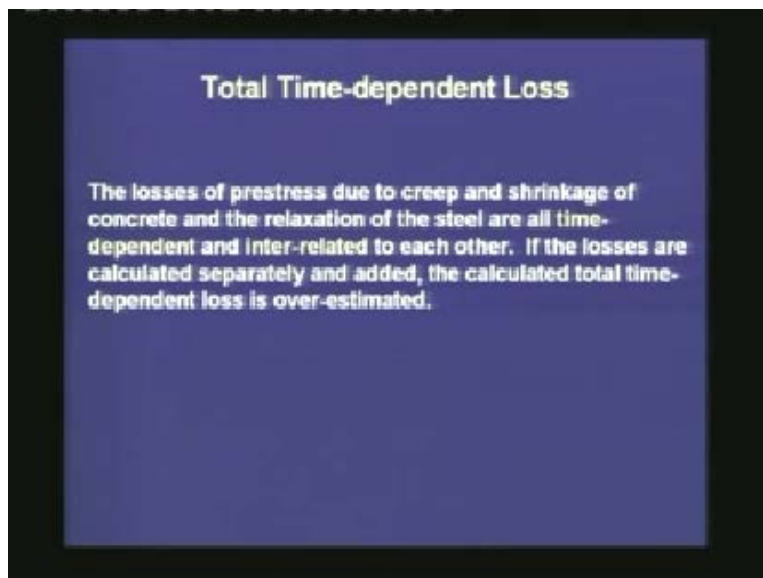 Total Time-dependent Loss
The losses of prestress due to creep and shrinkage of
concrete and the relaxation of the steel are all time-
dependent and inter-related to each other. If the losses are
calculated separately and added, the calculated total time-
dependent loss is over-estimated.